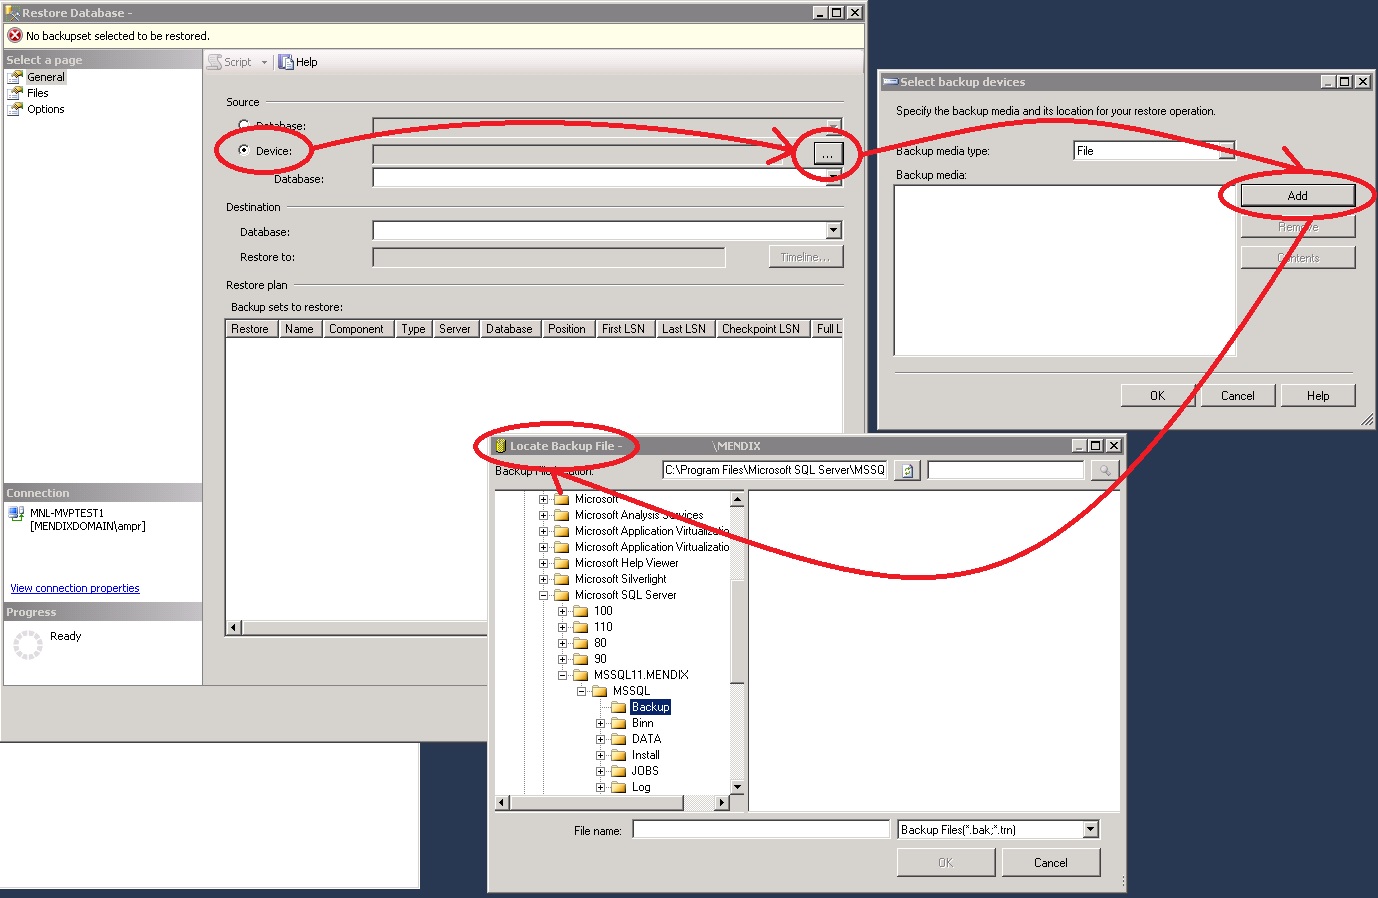 Restore Database -
No backupset selected to be restored.
Select a page
General
Files
Options
Script
Help
Source
Database:
Device:
...
Database:
Destination
Database:
Restore to:
Timeline...
Restore plan
Backup sets to restore:
Restore Name Component Type Server Database Position First LSN Last LSN Checkpoint LSN Full L
Connection
MNL-MVPTEST1
[MENDIXDOMAIN\ampr]
View connection properties
Progress
Ready
Select backup devices
Specify the backup media and its location for your restore operation.
Backup media type:
File
Backup media:
Add
Remove
Contents
OK
Cancel
Help
Locate Backup File - \MENDIX
Backup File location:
C:\Program Files\Microsoft SQL Server\MSSQ
Microsoft
Microsoft Analysis Services
Microsoft Application Virtualizatio
Microsoft Application Virtualizatio
Microsoft Help Viewer
Microsoft Silverlight
Microsoft SQL Server
100
110
80
90
MSSQL11.MENDIX
MSSQL
Backup
Binn
DATA
Install
JOBS
Log
File name:
Backup Files(*.bak;*.trn)
OK
Cancel